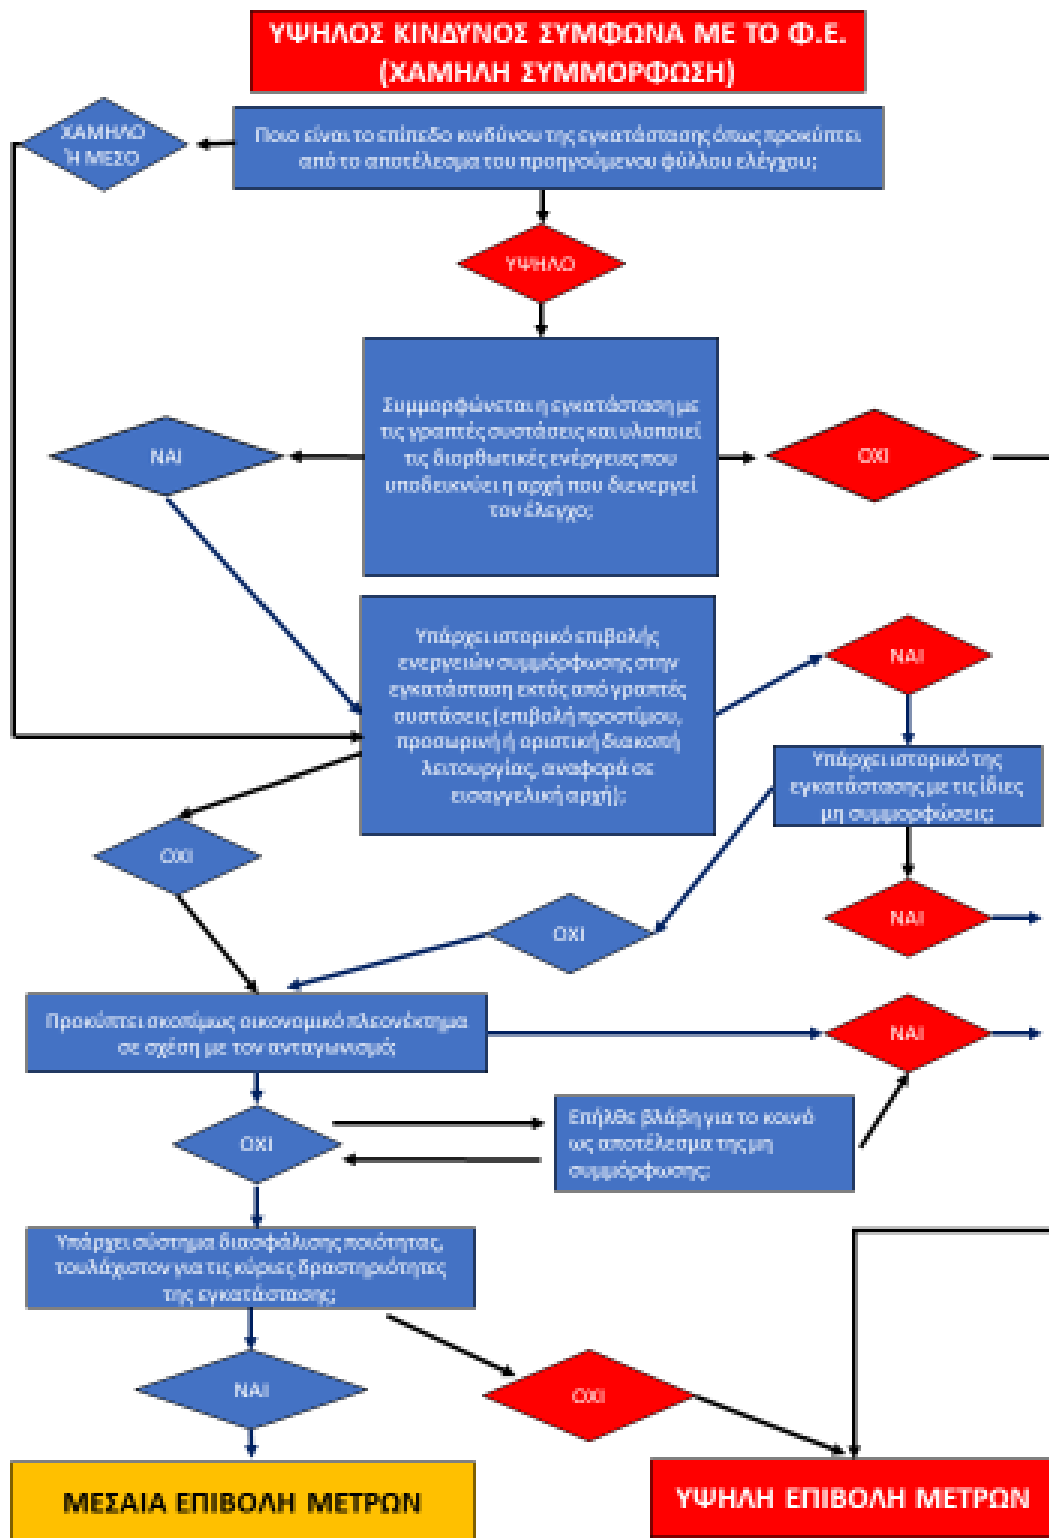 ΥΨΗΛΟΣ ΚΙΝΔΥΝΟΣ ΣΥΜΦΩΝΑ ΜΕ ΤΟ Φ.Ε.
(ΧΑΜΗΛΗ ΣΥΜΜΟΡΦΩΣΗ)
ΧΑΜΗΛΟ
Ή ΜΕΣΟ
Ποιο είναι το επίπεδο κινδύνου της εγκατάστασης όπως προκύπτει
από το αποτέλεσμα του προηγούμενου φύλλου ελέγχου;
ΥΨΗΛΟ
Συμμορφώνεται η εγκατάσταση με
τις γραπτές συστάσεις και υλοποιεί
τις διορθωτικές ενέργειες που
υποδεικνύει η αρχή που διενεργεί
τον έλεγχο;
ΝΑΙ
ΟΧΙ
Υπάρχει ιστορικό επιβολής
ενεργειών συμμόρφωσης στην
εγκατάσταση εκτός από γραπτές
συστάσεις (επιβολή προστίμου,
προσωρινή ή οριστική διακοπή
λειτουργίας, αναφορά σε
εισαγγελική αρχή);
ΝΑΙ
Υπάρχει ιστορικό της
εγκατάστασης με τις ίδιες
μη συμμορφώσεις;
ΟΧΙ
ΝΑΙ
ΟΧΙ
Προκύπτει σκοπίμως οικονομικό πλεονέκτημα
σε σχέση με τον ανταγωνισμό;
ΝΑΙ
ΟΧΙ
Επήλθε βλάβη για το κοινό
ως αποτέλεσμα της μη
συμμόρφωσης;
Υπάρχει σύστημα διασφάλισης ποιότητας,
τουλάχιστον για τις κύριες δραστηριότητες
της εγκατάστασης;
ΝΑΙ
ΟΧΙ
ΜΕΣΑΙΑ ΕΠΙΒΟΛΗ ΜΕΤΡΩΝ
ΥΨΗΛΗ ΕΠΙΒΟΛΗ ΜΕΤΡΩΝ